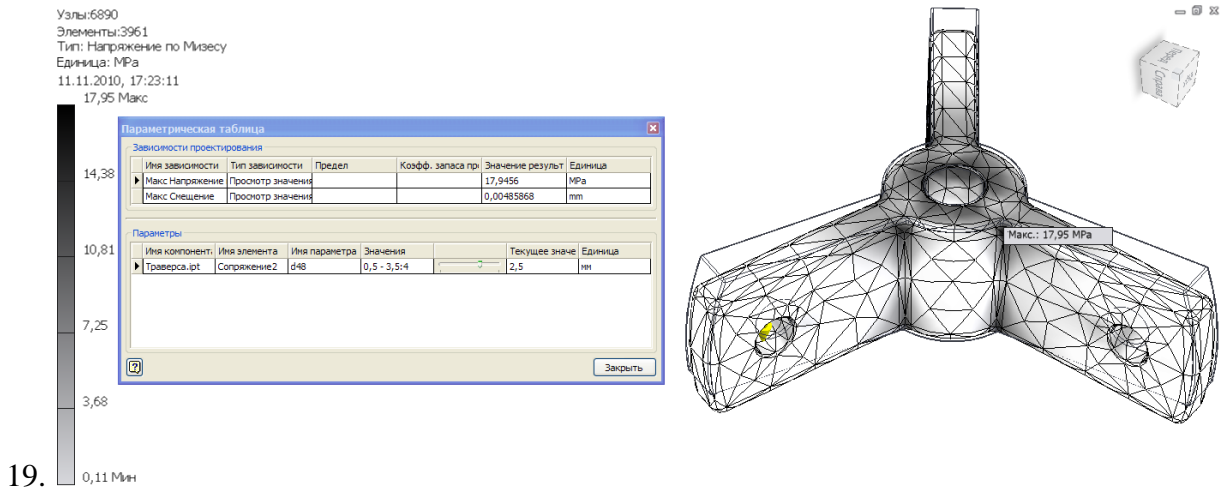 Узлы:6890
Элементы:3961
Тип: Напряжение по Мизесу
Единица: MPa
11.11.2010, 17:23:11
17,95 Макс
14,38
10,81
7,25
3,68
0,11 Мин
Параметрическая таблица
Зависимости проектирования
Имя зависимости Тип зависимости Предел Коэфф. запаса пр Значение результ Единица
Макс Напряжение Просмотр значения 17,9456 MPa
Макс Смещение Просмотр значения 0,00485868 mm
Параметры
Имя компонент. Имя элемента Имя параметра Значения Текущее значе Единица
Траверса.ipt Сопряжение2 d48 0,5 - 3,5:4 2,5 мм
Закрыть
Макс.: 17,95 MPa
Справа
19.